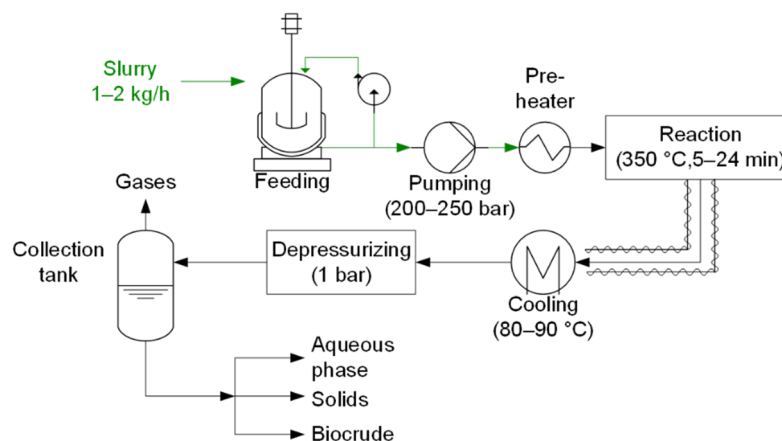 Slurry
1–2 kg/h
Feeding
Pumping
(200–250 bar)
Pre-
heater
Reaction
(350 °C,5–24 min)
Cooling
(80–90 °C)
Depressurizing
(1 bar)
Gases
Collection
tank
Aqueous
phase
Solids
Biocrude